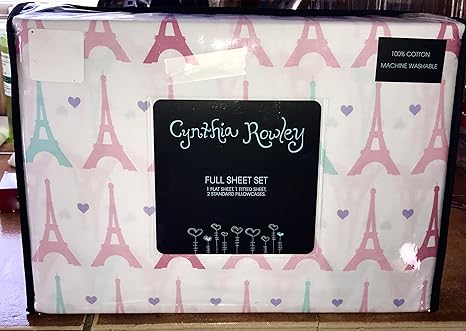 100% COTTON
MACHINE WASHABLE
Cynthia Rowley
FULL SHEET SET
1 FLAT SHEET, 1 FITTED SHEET,
2 STANDARD PILLOWCASES.